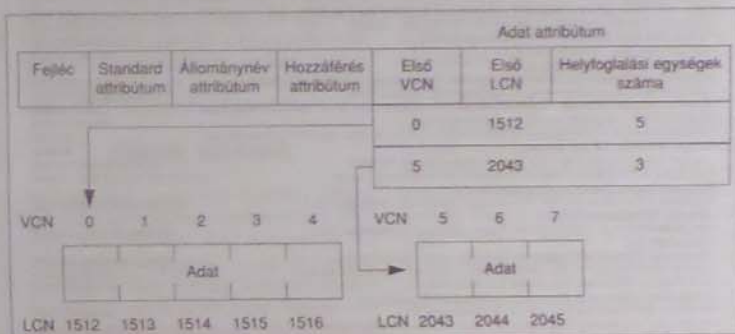 Adat attribútum
Fejléc Standard attribútum Állománynév attribútum Hozzáférés attribútum Első VCN Első LCN Helyfoglalási egységek száma
0 1512 5
5 2043 3
VCN 0 1 2 3 4 VCN 5 6 7
Adat Adat
LCN 1512 1513 1514 1515 1516 LCN 2043 2044 2045